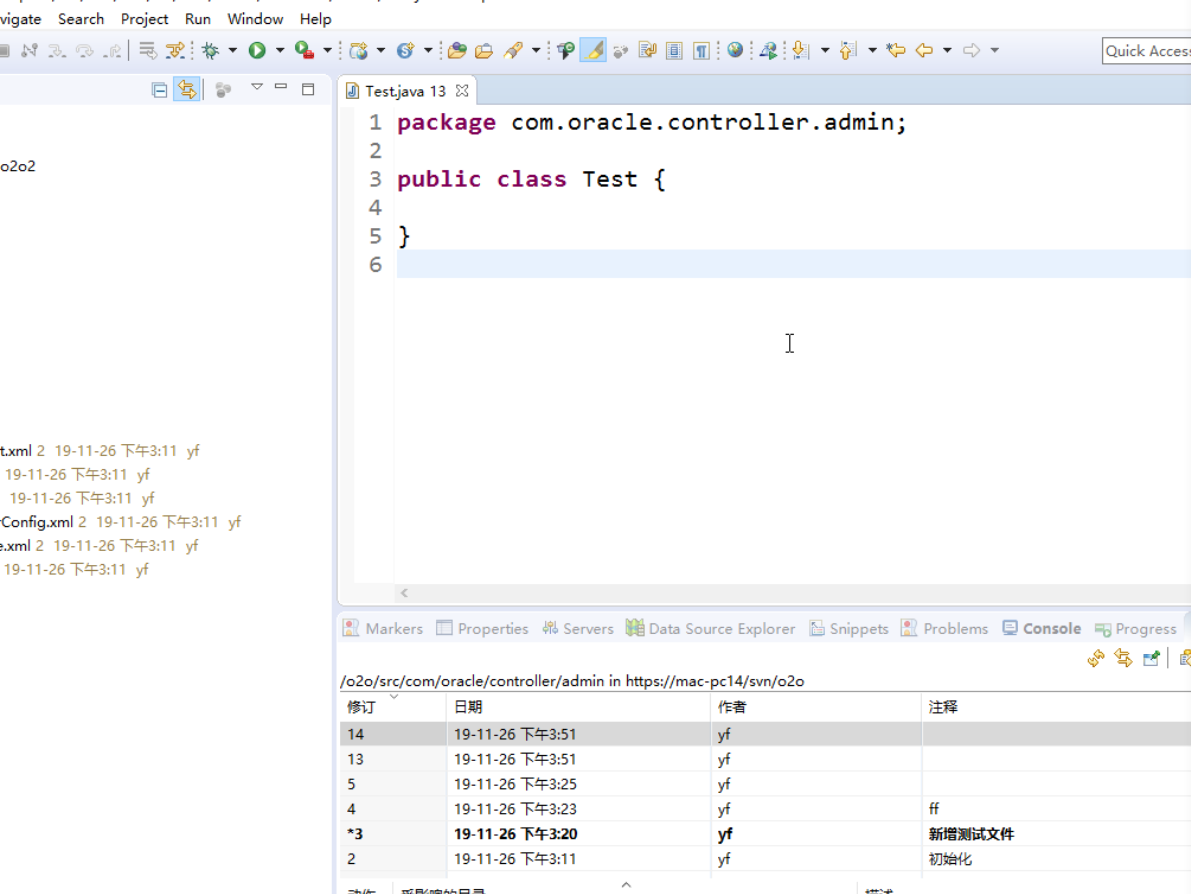 vigate Search Project Run Window Help
Quick Access
Test.java 13
o2o2
1 package com.oracle.controller.admin;
2
3 public class Test {
4
5 }
6
t.xml 2 19-11-26 下午3:11 yf
19-11-26 下午3:11 yf
19-11-26 下午3:11 yf
rConfig.xml 2 19-11-26 下午3:11 yf
e.xml 2 19-11-26 下午3:11 yf
19-11-26 下午3:11 yf
Markers Properties Servers Data Source Explorer Snippets Problems Console Progress
/o2o/src/com/oracle/controller/admin in https://mac-pc14/svn/o2o
修订 日期 作者 注释
14 19-11-26 下午3:51 yf
13 19-11-26 下午3:51 yf
5 19-11-26 下午3:25 yf
4 19-11-26 下午3:23 yf ff
*3 19-11-26 下午3:20 yf 新增测试文件
2 19-11-26 下午3:11 yf 初始化